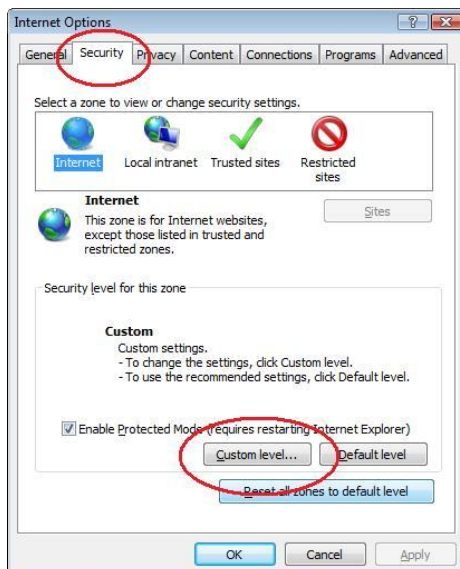 Internet Options
General Security Privacy Content Connections Programs Advanced
Select a zone to view or change security settings.
Internet Local intranet Trusted sites Restricted
sites
Internet
This zone is for Internet websites,
except those listed in trusted and
restricted zones.
Sites
Security level for this zone
Custom
Custom settings.
- To change the settings, click Custom level.
- To use the recommended settings, click Default level.
Enable Protected Mode (requires restarting Internet Explorer)
Custom level... Default level
Reset all zones to default level
OK Cancel Apply